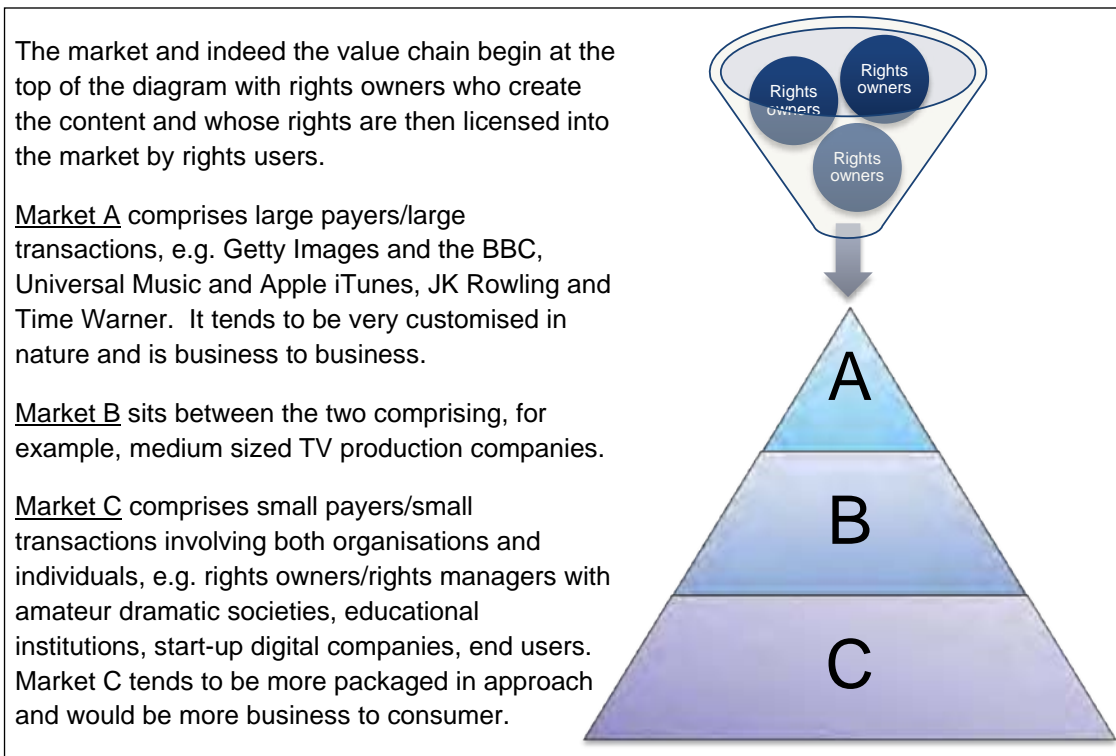 The market and indeed the value chain begin at the
top of the diagram with rights owners who create
the content and whose rights are then licensed into
the market by rights users.
Market A comprises large payers/large
transactions, e.g. Getty Images and the BBC,
Universal Music and Apple iTunes, JK Rowling and
Time Warner.  It tends to be very customised in
nature and is business to business.
Market B sits between the two comprising, for
example, medium sized TV production companies.
Market C comprises small payers/small
transactions involving both organisations and
individuals, e.g. rights owners/rights managers with
amateur dramatic societies, educational
institutions, start-up digital companies, end users.
Market C tends to be more packaged in approach
and would be more business to consumer.
Rights
owners
Rights
owners
Rights
owners
A
B
C